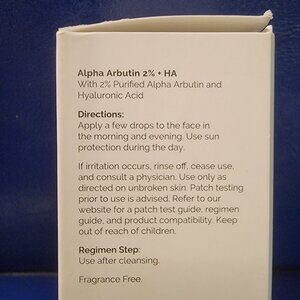 Alpha Arbutin 2% + HA
With 2% Purified Alpha Arbutin and
Hyaluronic Acid
Directions:
Apply a few drops to the face in
the morning and evening. Use sun
protection during the day.
If irritation occurs, rinse off, cease use,
and consult a physician. Use only as
directed on unbroken skin. Patch testing
prior to use is advised. Refer to our
website for a patch test guide, regimen
guide, and product compatibility. Keep
out of reach of children.
Regimen Step:
Use after cleansing.
Fragrance Free.